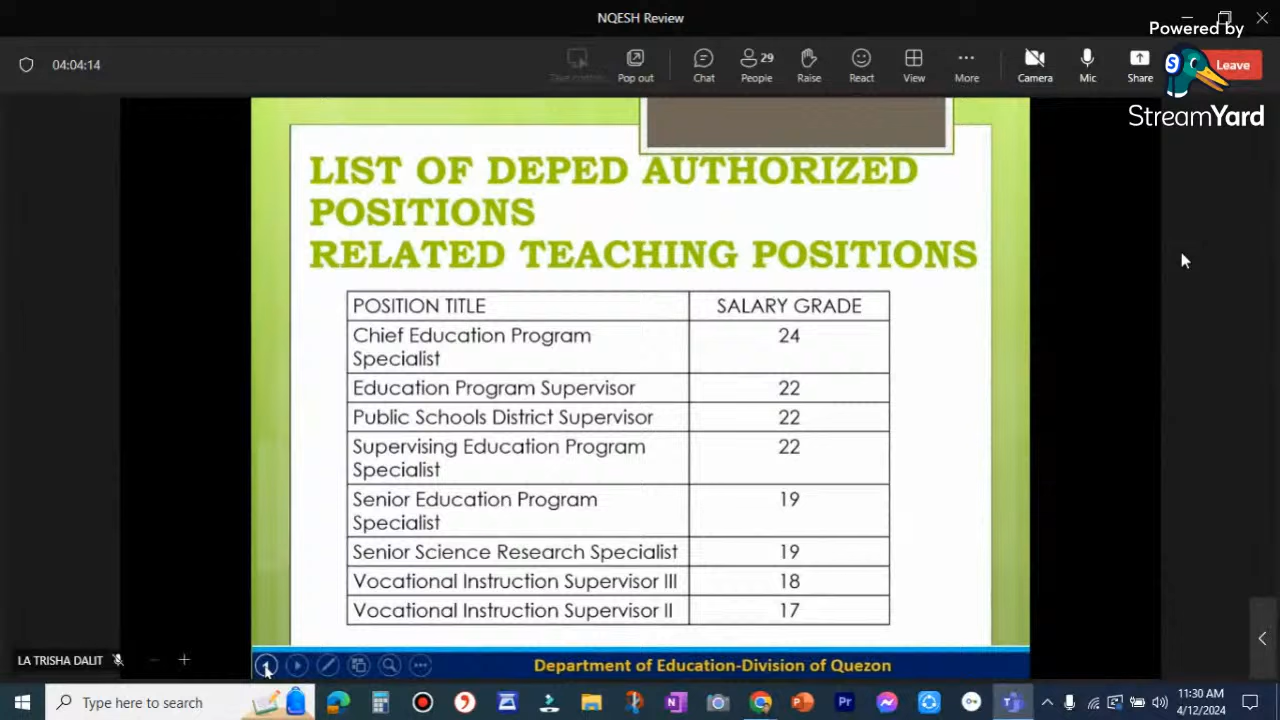 NQESH Review
Powered by
StreamYard
04:04:14
Pop out
Chat
29
People
Raise
React
View
More
Camera
Mic
Share
Leave
LIST OF DEPED AUTHORIZED
POSITIONS
RELATED TEACHING POSITIONS
POSITION TITLE SALARY GRADE
Chief Education Program 24
Specialist
Education Program Supervisor 22
Public Schools District Supervisor 22
Supervising Education Program 22
Specialist
Senior Education Program 19
Specialist
Senior Science Research Specialist 19
Vocational Instruction Supervisor III 18
Vocational Instruction Supervisor II 17
LA TRISHA DALIT
Department of Education-Division of Quezon
Type here to search
11:30 AM
4/12/2024